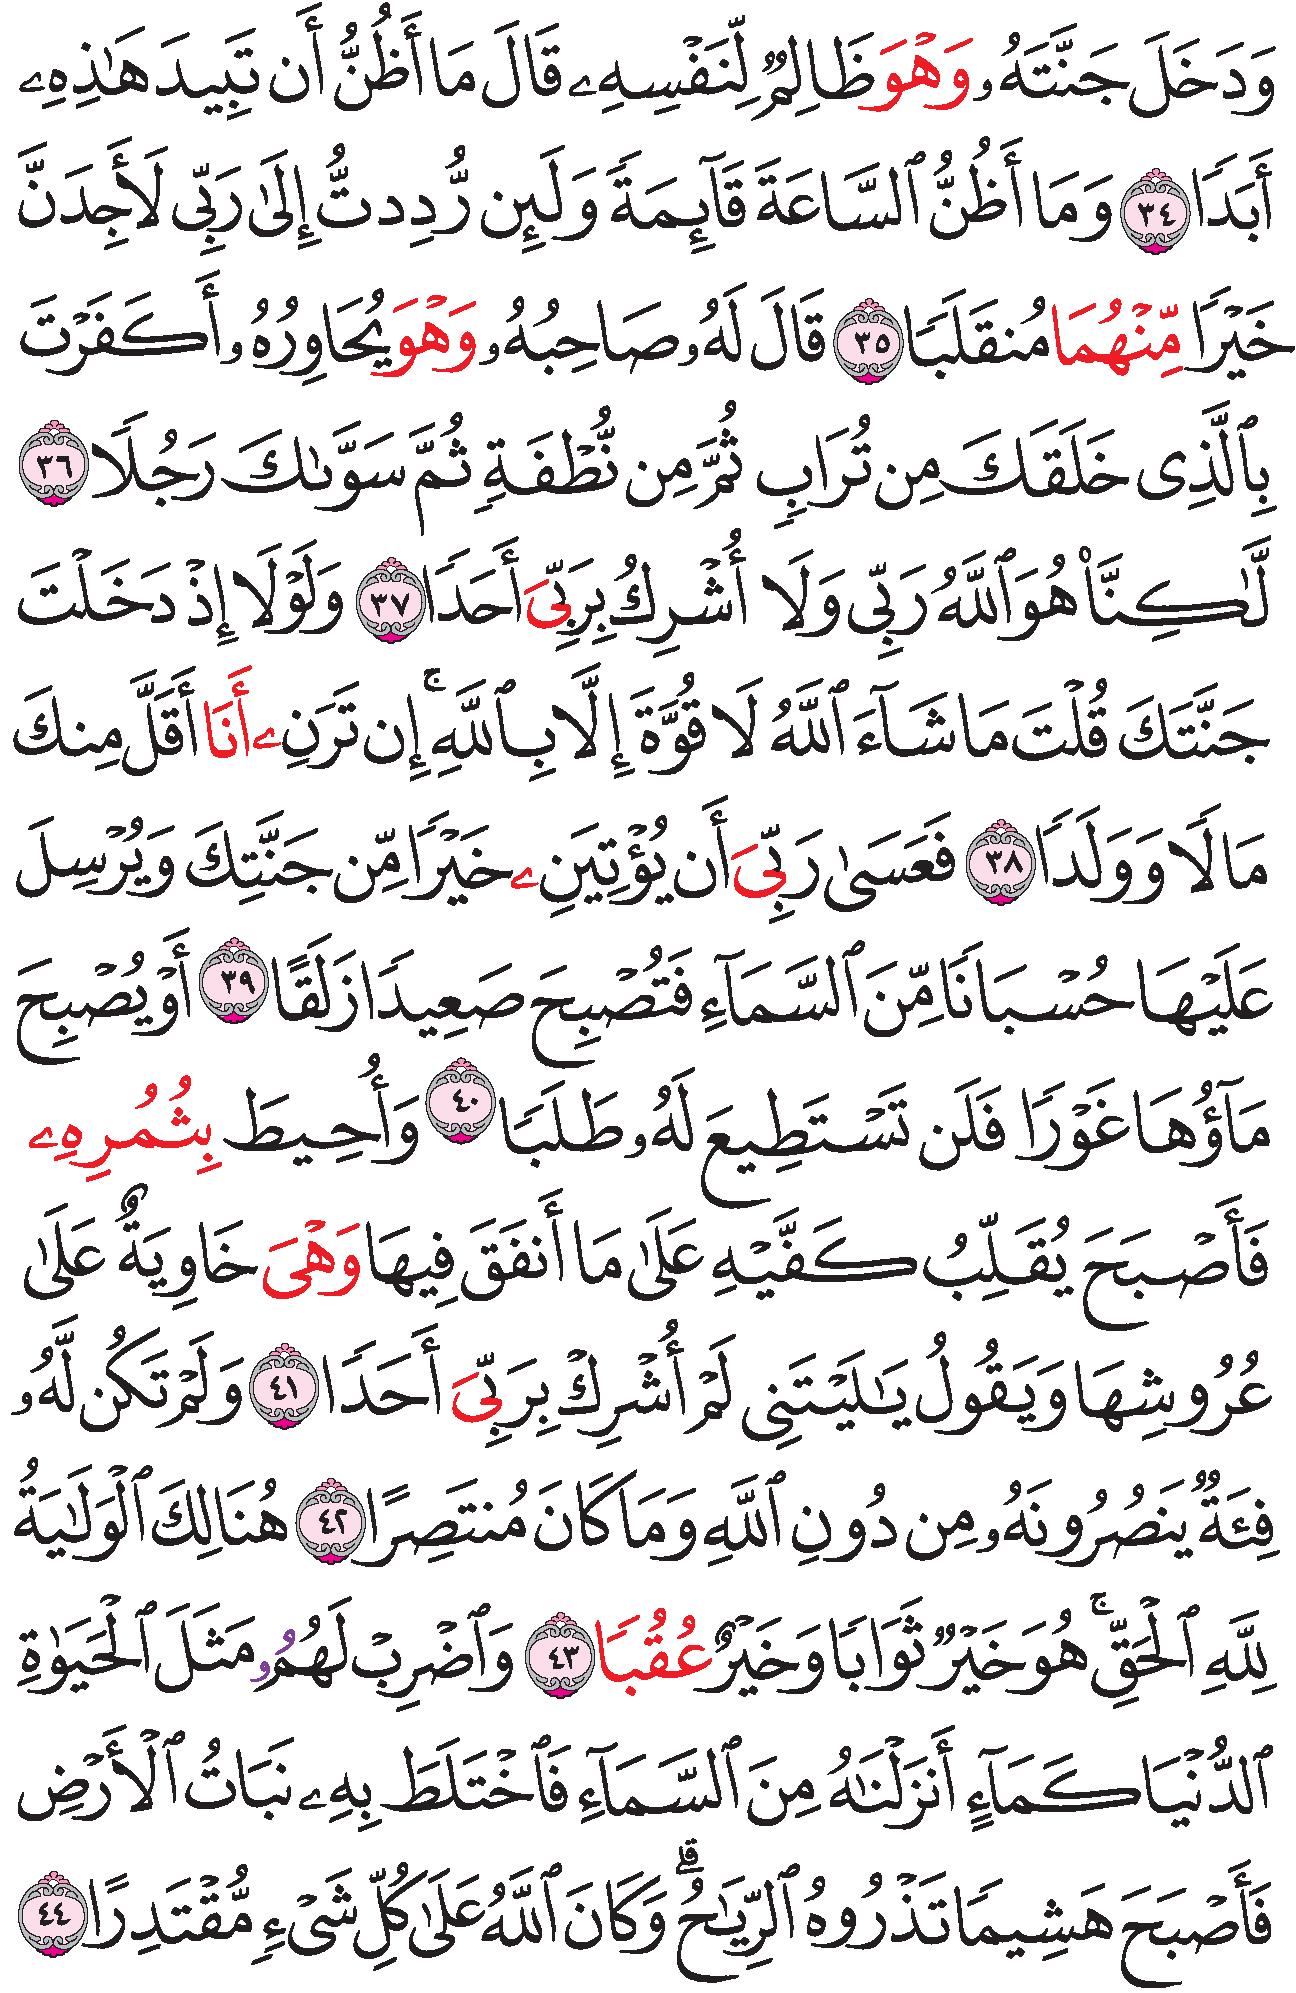 وَدَخَلَ جَنَّتَهُۥ وَهْوَ ظَالِمٌ لِّنَفْسِهِۦ قَالَ مَا أَظُنُّ أَن تَبِيدَ هَٰذِهِۦ
أَبَدًا ٣٤ وَمَا أَظُنُّ ٱلسَّاعَةَ قَآئِمَةً وَلَئِن رُّدِدتُّ إِلَىٰ رَبِّى لَأَجِدَنَّ
خَيْرًا مِّنْهُمَا مُنقَلَبًا ٣٥ قَالَ لَهُۥ صَاحِبُهُۥ وَهْوَ يُحَاوِرُهُۥ أَكَفَرْتَ
بِٱلَّذِى خَلَقَكَ مِن تُرَابٍ ثُمَّ مِن نُّطْفَةٍ ثُمَّ سَوَّىٰكَ رَجُلًا ٣٦
لَّٰكِنَّا۠ هُوَ ٱللَّهُ رَبِّى وَلَا أُشْرِكُ بِرَبِّىَ أَحَدًا ٣٧ وَلَوْلَا إِذْ دَخَلْتَ
جَنَّتَكَ قُلْتَ مَا شَآءَ ٱللَّهُ لَا قُوَّةَ إِلَّا بِٱللَّهِ ۚ إِن تَرَنِۦ أَنَا أَقَلَّ مِنكَ
مَالًا وَوَلَدًا ٣٨ فَعَسَىٰ رَبِّىَ أَن يُؤْتِيَنِۦ خَيْرًا مِّن جَنَّتِكَ وَيُرْسِلَ
عَلَيْهَا حُسْبَانًا مِّنَ ٱلسَّمَآءِ فَتُصْبِحَ صَعِيدًا زَلَقًا ٣٩ أَوْ يُصْبِحَ
مَآؤُهَا غَوْرًا فَلَن تَسْتَطِيعَ لَهُۥ طَلَبًا ٤٠ وَأُحِيطَ بِثُمُرِهِۦ
فَأَصْبَحَ يُقَلِّبُ كَفَّيْهِ عَلَىٰ مَا أَنفَقَ فِيهَا وَهْىَ خَاوِيَةٌ عَلَىٰ
عُرُوشِهَا وَيَقُولُ يَٰلَيْتَنِى لَمْ أُشْرِكْ بِرَبِّىَ أَحَدًا ٤١ وَلَمْ تَكُن لَّهُۥ
فِئَةٌ يَنصُرُونَهُۥ مِن دُونِ ٱللَّهِ وَمَا كَانَ مُنتَصِرًا ٤٢ هُنَالِكَ ٱلْوَلَٰيَةُ
لِلَّهِ ٱلْحَقِّ ۚ هُوَ خَيْرٌ ثَوَابًا وَخَيْرٌ عُقُبًا ٤٣ وَٱضْرِبْ لَهُمُۥ مَثَلَ ٱلْحَيَوٰةِ
ٱلدُّنْيَا كَمَآءٍ أَنزَلْنَٰهُ مِنَ ٱلسَّمَآءِ فَٱخْتَلَطَ بِهِۦ نَبَاتُ ٱلْأَرْضِ
فَأَصْبَحَ هَشِيمًا تَذْرُوهُ ٱلرِّيَٰحُ ۗ وَكَانَ ٱللَّهُ عَلَىٰ كُلِّ شَىْءٍ مُّقْتَدِرًا ٤٤